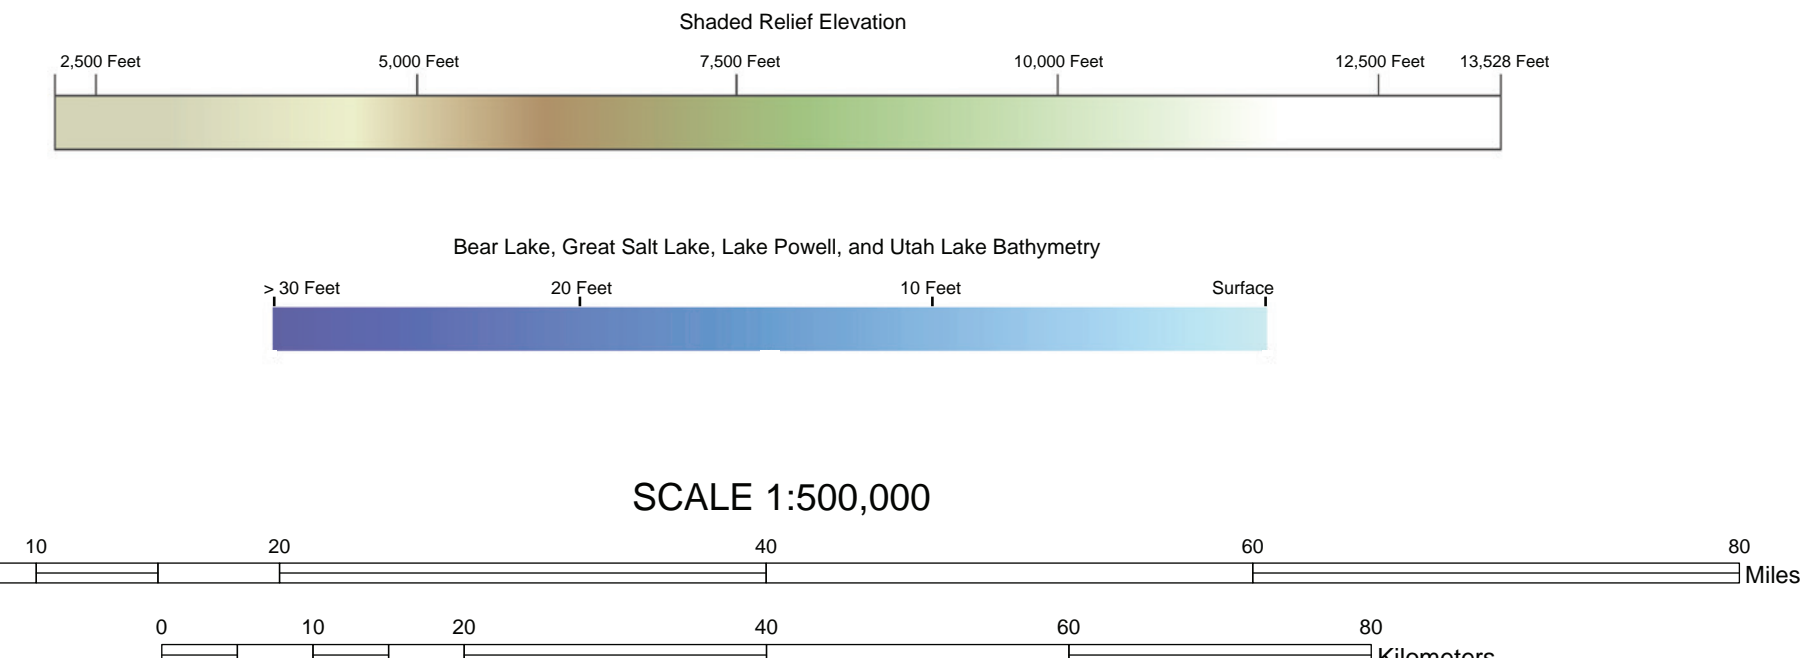 Shaded Relief Elevation
2,500 Feet 5,000 Feet 7,500 Feet 10,000 Feet 12,500 Feet 13,528 Feet
Bear Lake, Great Salt Lake, Lake Powell, and Utah Lake Bathymetry
> 30 Feet 20 Feet 10 Feet Surface
SCALE 1:500,000
10 20 40 60 80
Miles
0 10 20 40 60 80
Kilometers